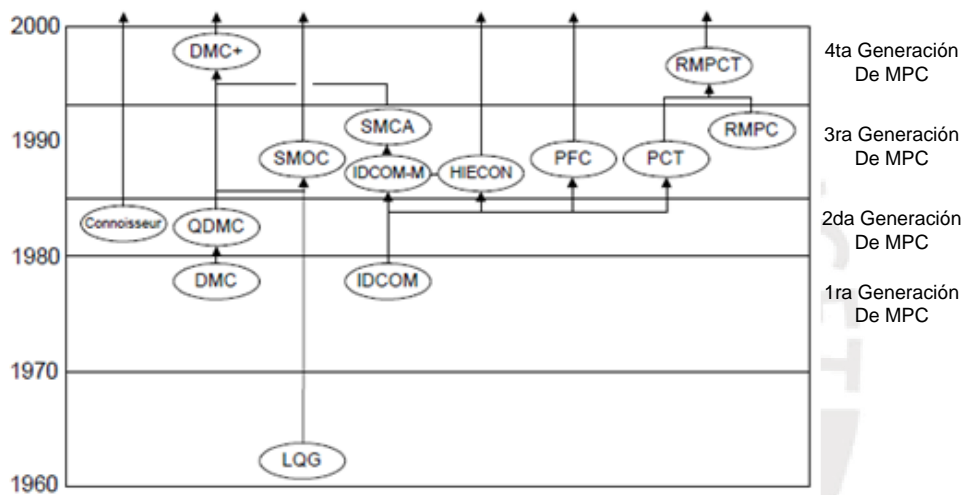 2000
DMC+
RMPCT
4ta Generación
De MPC
1990
SMCA
RMPC
3ra Generación
De MPC
SMOC
IDCOM-M
HIECON
PFC
PCT
Connoisseur
QDMC
2da Generación
De MPC
1980
DMC
IDCOM
1ra Generación
De MPC
1970
LQG
1960